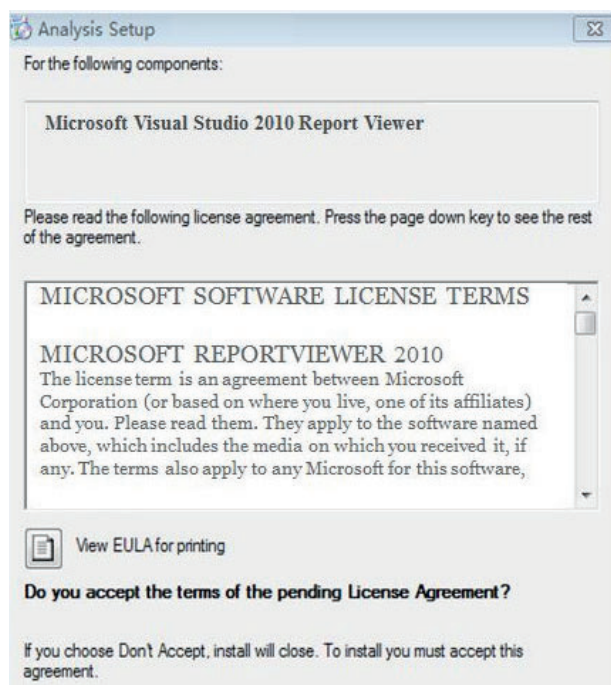 Analysis Setup
For the following components:
Microsoft Visual Studio 2010 Report Viewer
Please read the following license agreement. Press the page down key to see the rest
of the agreement.
MICROSOFT SOFTWARE LICENSE TERMS
MICROSOFT REPORTVIEWER 2010
The license term is an agreement between Microsoft
Corporation (or based on where you live, one of its affiliates)
and you. Please read them. They apply to the software named
above, which includes the media on which you received it, if
any. The terms also apply to any Microsoft for this software,
View EULA for printing
Do you accept the terms of the pending License Agreement?
If you choose Don't Accept, install will close. To install you must accept this
agreement.